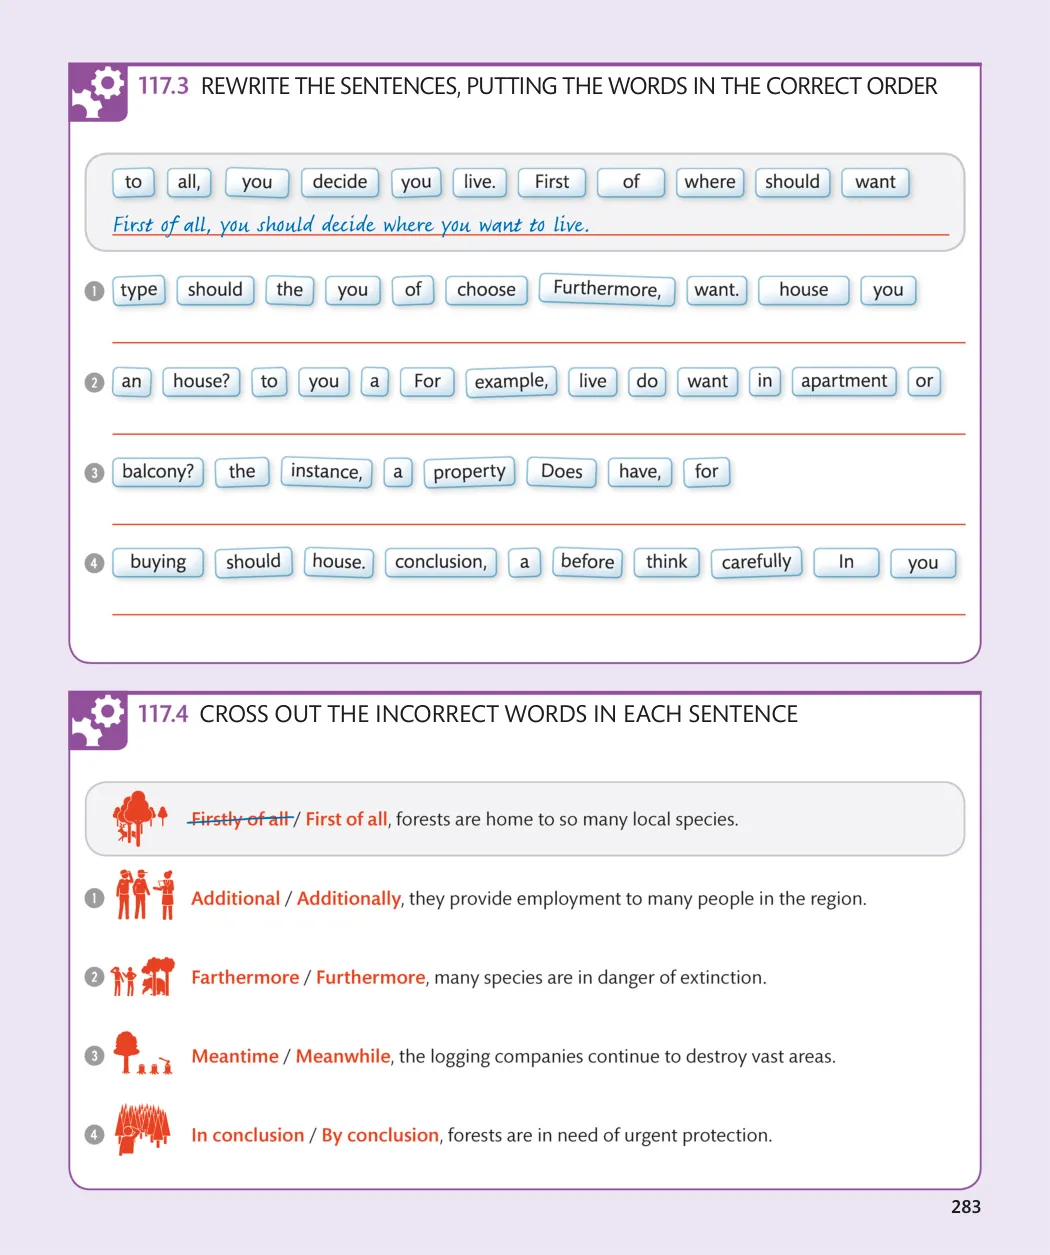 117.3 REWRITE THE SENTENCES, PUTTING THE WORDS IN THE CORRECT ORDER
to all, you decide you live. First of where should want
First of all, you should decide where you want to live.
1 type should the you of choose Furthermore, want. house you
2 an house? to you a For example, live do want in apartment or
3 balcony? the instance, a property Does have, for
4 buying should house. conclusion, a before think carefully In you
117.4 CROSS OUT THE INCORRECT WORDS IN EACH SENTENCE
Firstly of all / First of all, forests are home to so many local species.
1 Additional / Additionally, they provide employment to many people in the region.
2 Farthermore / Furthermore, many species are in danger of extinction.
3 Meantime / Meanwhile, the logging companies continue to destroy vast areas.
4 In conclusion / By conclusion, forests are in need of urgent protection.
283